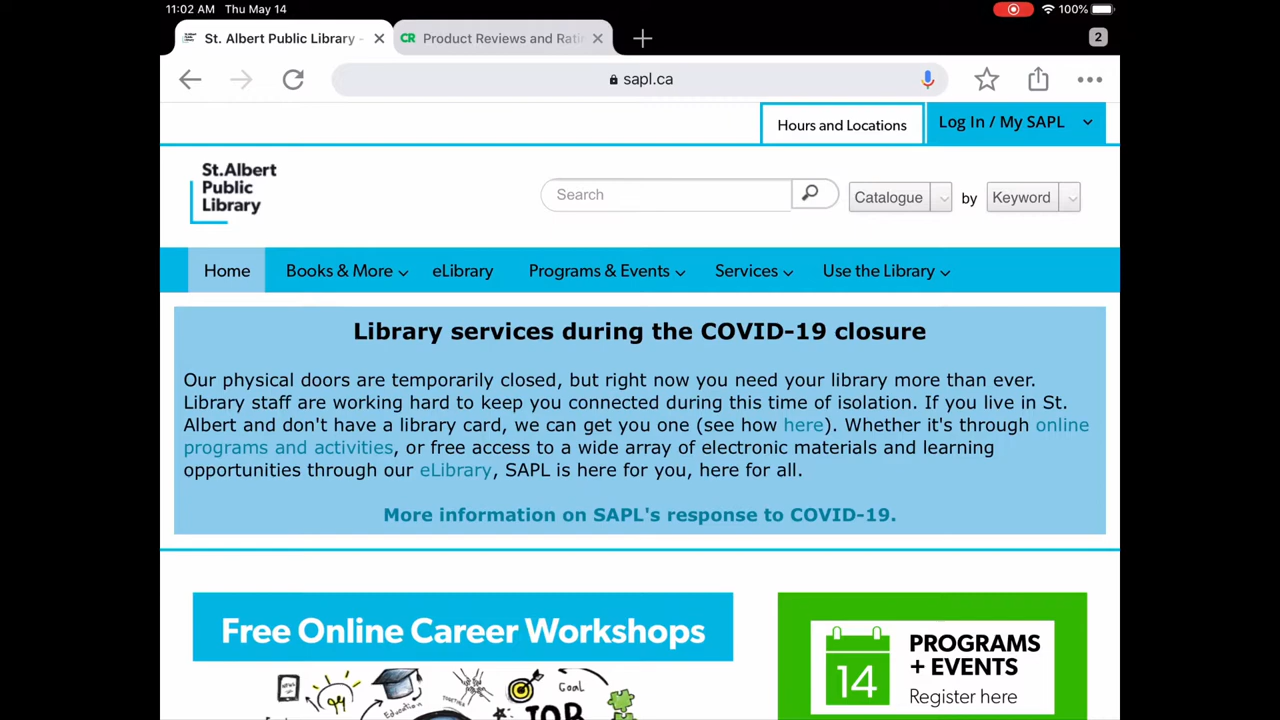 11:02 AM Thu May 14
100%
St. Albert Public Library -
CR Product Reviews and Rati
2
sapl.ca
Hours and Locations
Log In / My SAPL
St.Albert
Public
Library
Search
Catalogue by Keyword
Home Books & More eLibrary Programs & Events Services Use the Library
Library services during the COVID-19 closure
Our physical doors are temporarily closed, but right now you need your library more than ever.
Library staff are working hard to keep you connected during this time of isolation. If you live in St.
Albert and don't have a library card, we can get you one (see how here). Whether it's through online
programs and activities, or free access to a wide array of electronic materials and learning
opportunities through our eLibrary, SAPL is here for you, here for all.
More information on SAPL's response to COVID-19.
Free Online Career Workshops
Education
Goal
JOB
PROGRAMS
+ EVENTS
14
Register here